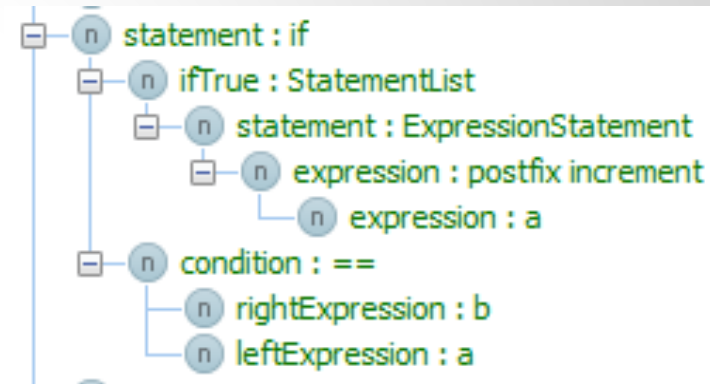 n statement : if
n ifTrue : StatementList
n statement : ExpressionStatement
n expression : postfix increment
n expression : a
n condition : ==
n rightExpression : b
n leftExpression : a